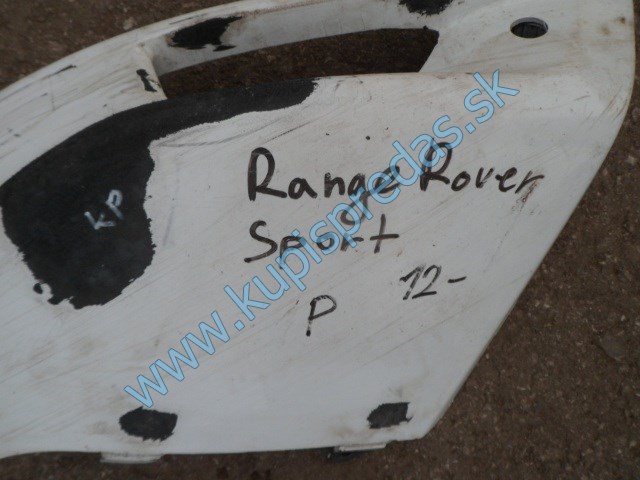 Range Rover
Sport
P 12-
KP
www.kupispredas.sk